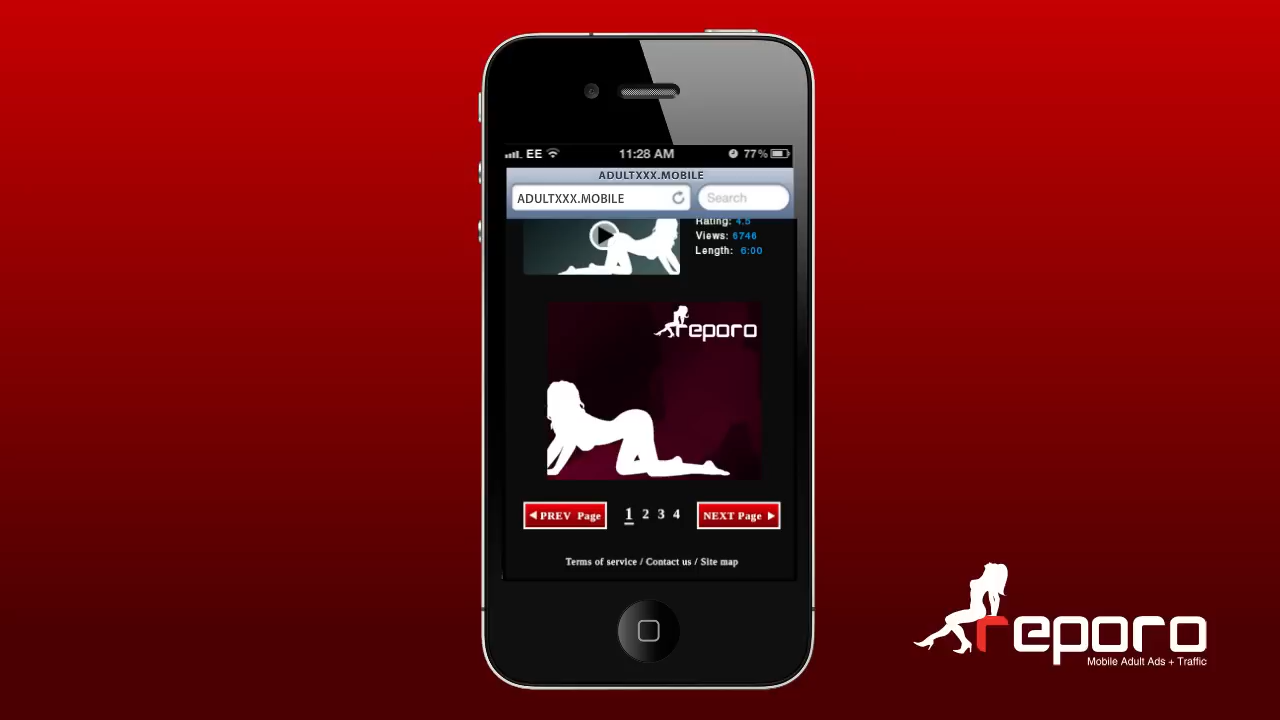 EE 11:28 AM 77%
ADULTXXX.MOBILE
ADULTXXX.MOBILE Search
Rating: 4.5
Views: 6746
Length: 6:00
reporo
PREV Page 1 2 3 4 NEXT Page
Terms of service / Contact us / Site map
reporo
Mobile Adult Ads + Traffic